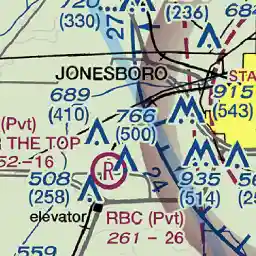 720
(330)
27
(236)
682
JONESBORO
STA
689
(410)
915
(543)
766
(500)
(Pvt)
R THE TOP
52-16
R
508
(258)
24
935
(514)
56
(25
elevator
RBC (Pvt)
261 - 26
559